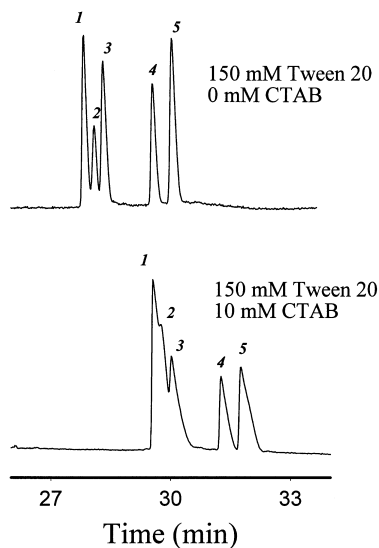 1 2 3 4 5
150 mM Tween 20
0 mM CTAB
1 2 3 4 5
150 mM Tween 20
10 mM CTAB
27 30 33
Time (min)